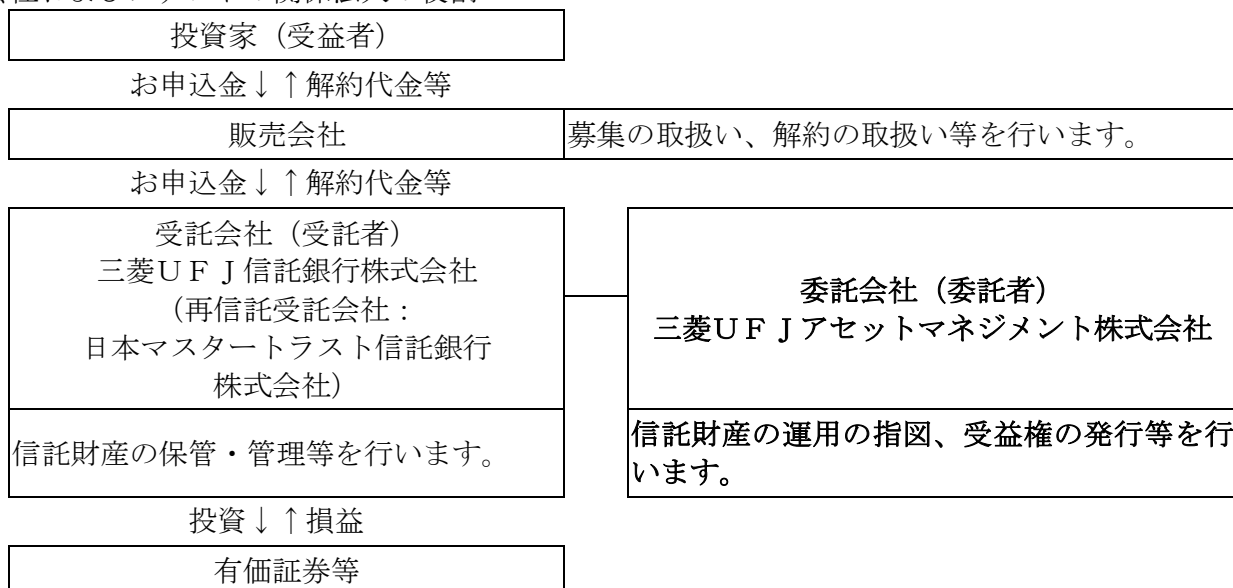 投資家（受益者）
お申込金↓↑解約代金等
販売会社
募集の取扱い、解約の取扱い等を行います。
お申込金↓↑解約代金等
受託会社（受託者）
三菱ＵＦＪ信託銀行株式会社
（再信託受託会社：
日本マスタートラスト信託銀行
株式会社）
委託会社（委託者）
三菱ＵＦＪアセットマネジメント株式会社
信託財産の保管・管理等を行います。
信託財産の運用の指図、受益権の発行等を行
います。
投資↓↑損益
有価証券等